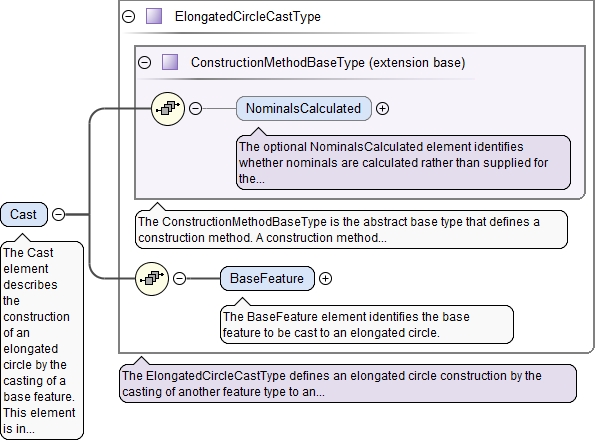 ElongatedCircleCastType
ConstructionMethodBaseType (extension base)
NominalsCalculated
The optional NominalsCalculated element identifies
whether nominals are calculated rather than supplied for
the...
The ConstructionMethodBaseType is the abstract base type that defines a
construction method. A construction method...
Cast
The Cast
element
describes
the
construction
of an
elongated
circle by the
casting of a
base feature.
This element
is in...
BaseFeature
The BaseFeature element identifies the base
feature to be cast to an elongated circle.
The ElongatedCircleCastType defines an elongated circle construction by the
casting of another feature type to an...